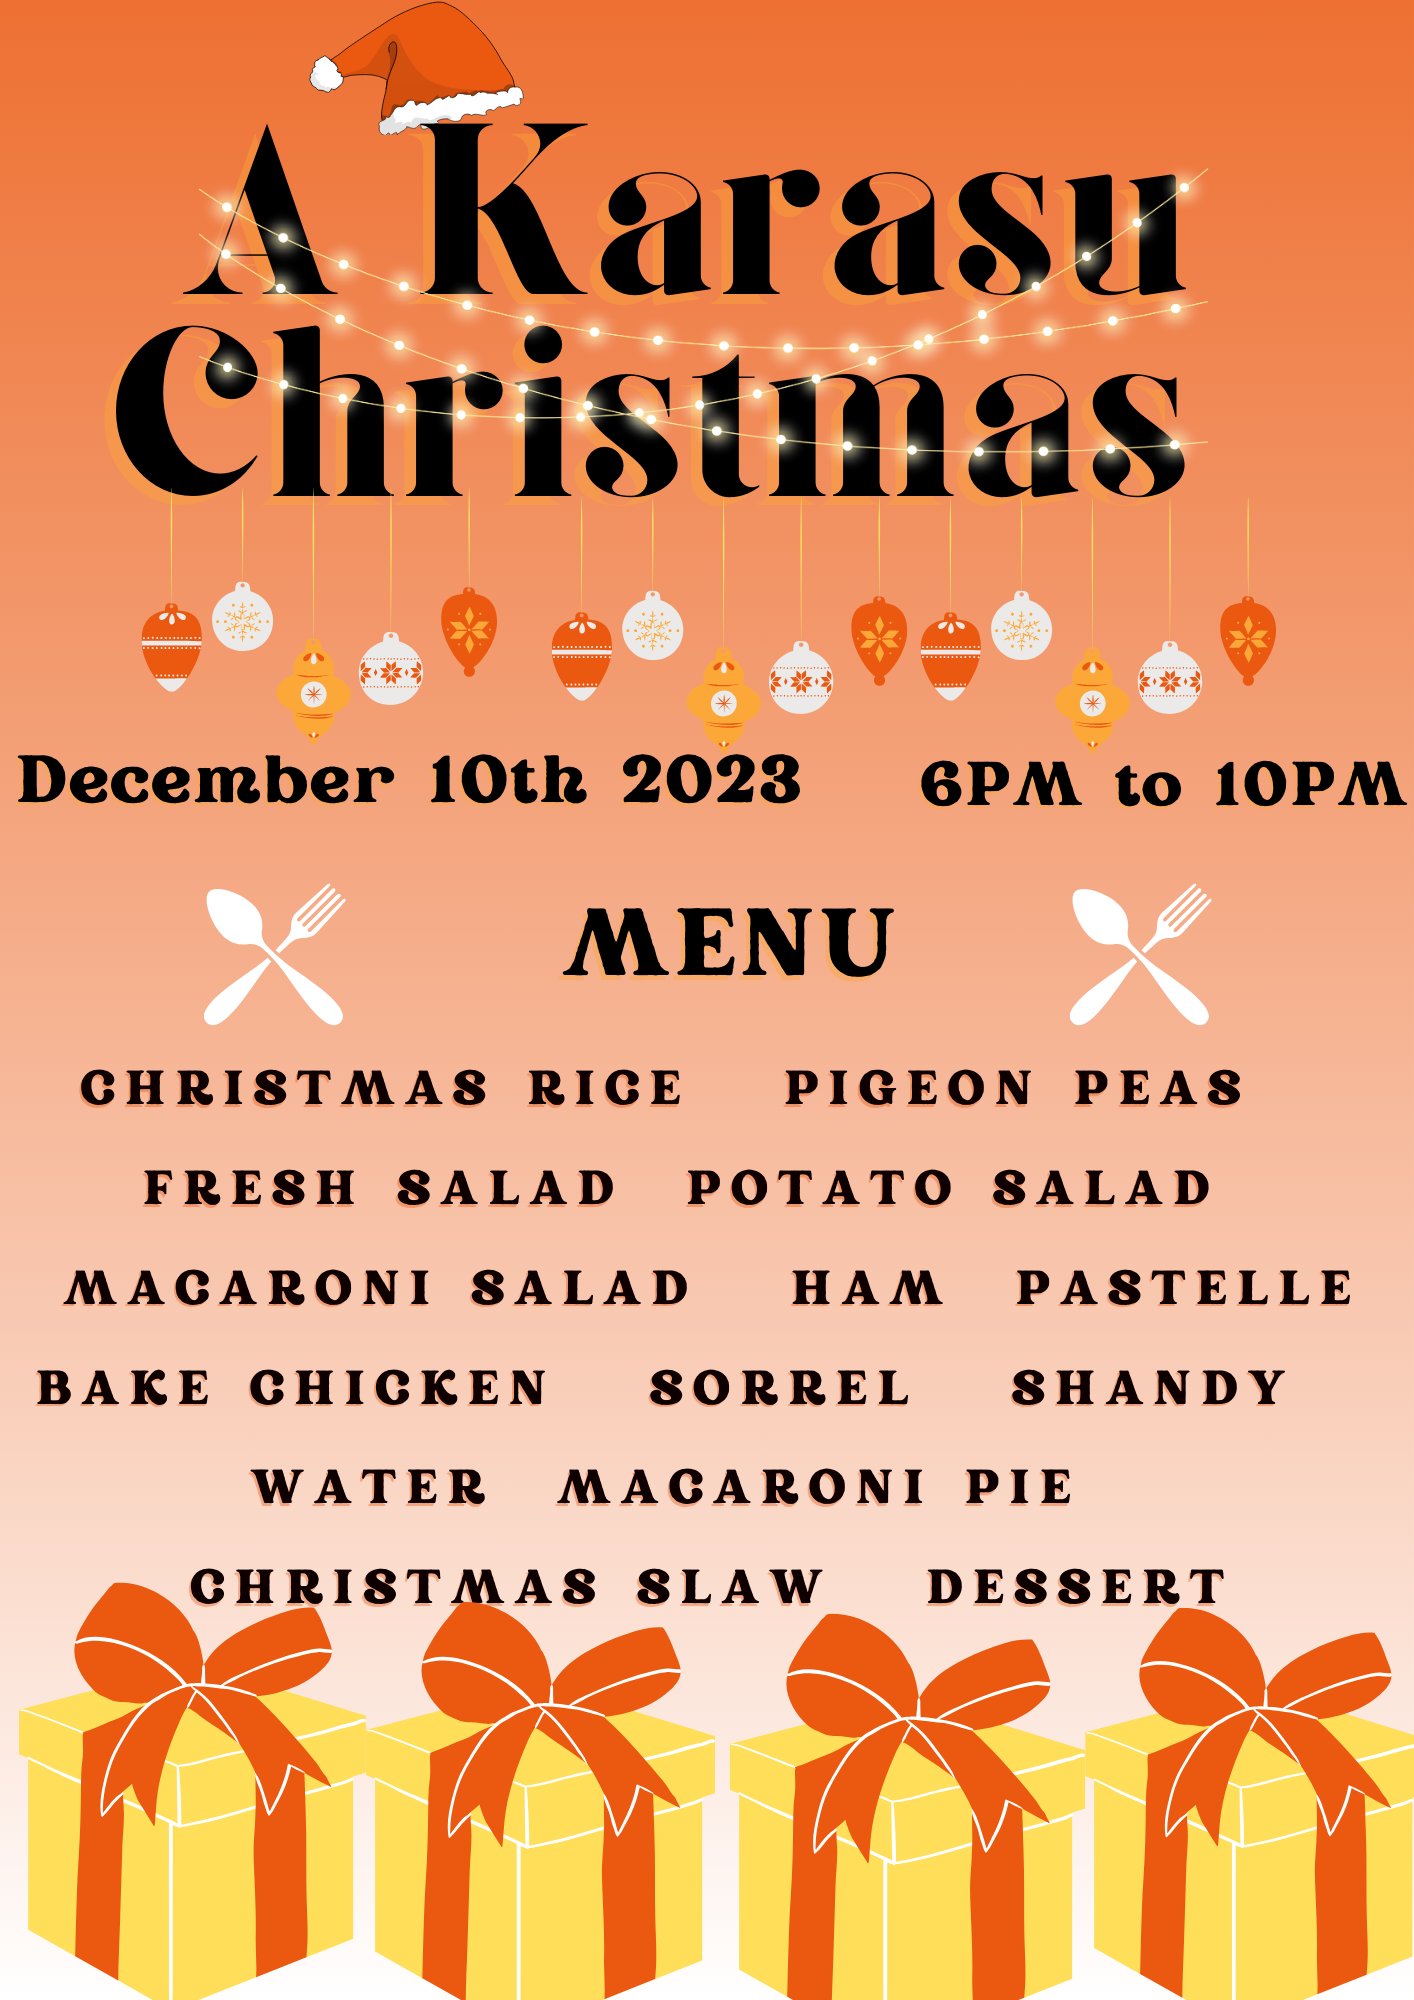 A Karasu
Christmas
December 10th 2023 6PM to 10PM
MENU
CHRISTMAS RICE PIGEON PEAS
FRESH SALAD POTATO SALAD
MACARONI SALAD HAM PASTELLE
BAKE CHICKEN SORREL SHANDY
WATER MACARONI PIE
CHRISTMAS SLAW DESSERT